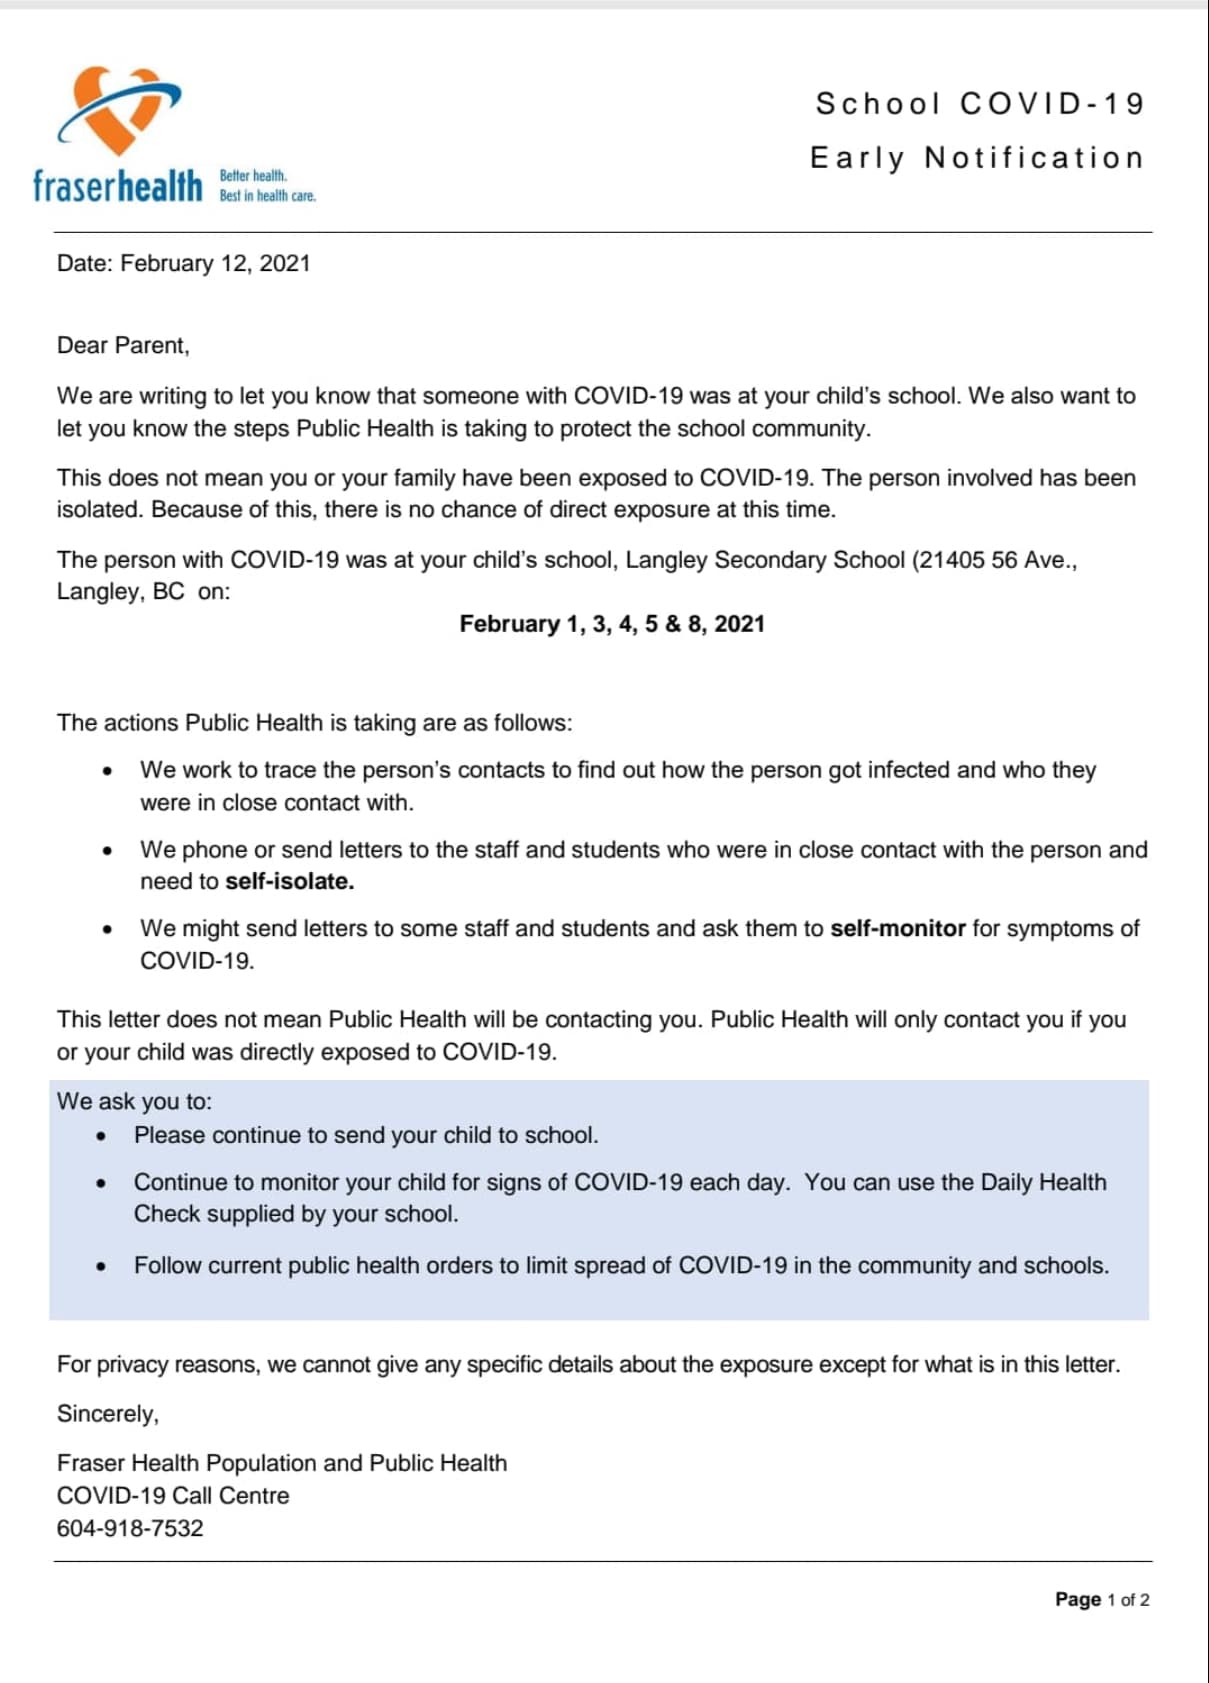 fraserhealth
Better health.
Best in health care.
School COVID-19
Early Notification
Date: February 12, 2021
Dear Parent,
We are writing to let you know that someone with COVID-19 was at your child's school. We also want to
let you know the steps Public Health is taking to protect the school community.
This does not mean you or your family have been exposed to COVID-19. The person involved has been
isolated. Because of this, there is no chance of direct exposure at this time.
The person with COVID-19 was at your child's school, Langley Secondary School (21405 56 Ave.,
Langley, BC  on:
February 1, 3, 4, 5 & 8, 2021
The actions Public Health is taking are as follows:
• We work to trace the person's contacts to find out how the person got infected and who they
were in close contact with.
• We phone or send letters to the staff and students who were in close contact with the person and
need to self-isolate.
• We might send letters to some staff and students and ask them to self-monitor for symptoms of
COVID-19.
This letter does not mean Public Health will be contacting you. Public Health will only contact you if you
or your child was directly exposed to COVID-19.
We ask you to:
• Please continue to send your child to school.
• Continue to monitor your child for signs of COVID-19 each day.  You can use the Daily Health
Check supplied by your school.
• Follow current public health orders to limit spread of COVID-19 in the community and schools.
For privacy reasons, we cannot give any specific details about the exposure except for what is in this letter.
Sincerely,
Fraser Health Population and Public Health
COVID-19 Call Centre
604-918-7532
Page 1 of 2